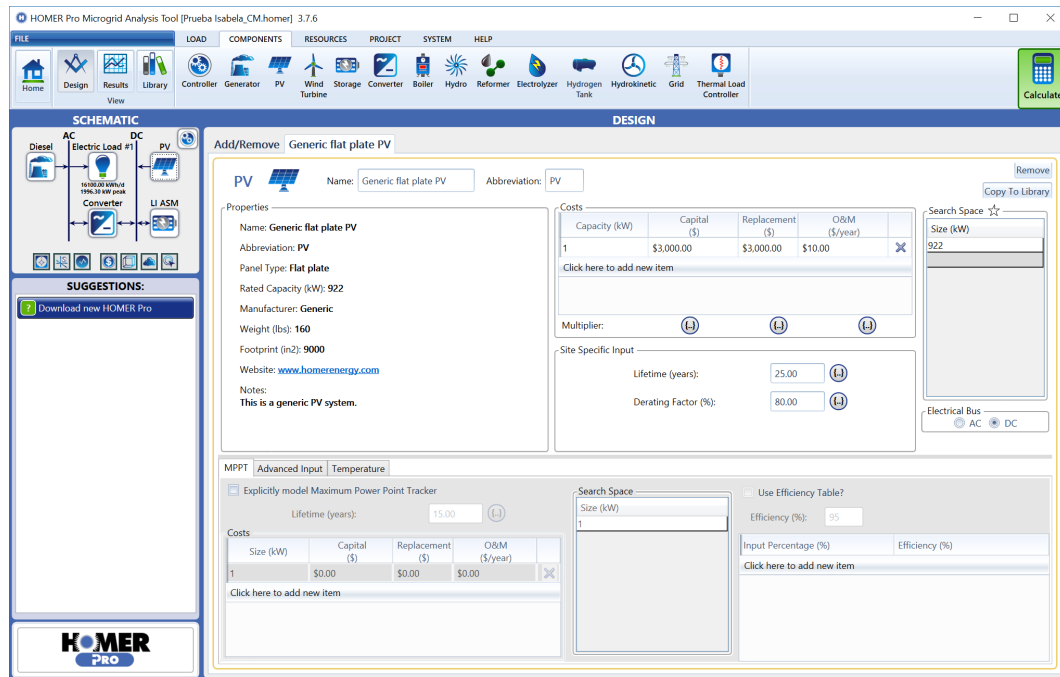 HOMER Pro Microgrid Analysis Tool [Prueba Isabela_CM.homer] 3.7.6
FILE
LOAD COMPONENTS RESOURCES PROJECT SYSTEM HELP
Home
Design Results Library
View
Controller Generator PV Wind Turbine Storage Converter Boiler Hydro Reformer Electrolyzer Hydrogen Tank Hydrokinetic Grid Thermal Load Controller
Calculate
SCHEMATIC
AC DC
Diesel Electric Load #1 PV
16100.00 kWh/d
1996.30 kW peak
Converter LI ASM
SUGGESTIONS:
Download new HOMER Pro
HOMER
PRO
DESIGN
Add/Remove Generic flat plate PV
PV Name: Generic flat plate PV Abbreviation: PV
Remove
Copy To Library
Properties
Name: Generic flat plate PV
Abbreviation: PV
Panel Type: Flat plate
Rated Capacity (kW): 922
Manufacturer: Generic
Weight (lbs): 160
Footprint (in2): 9000
Website: www.homerenergy.com
Notes:
This is a generic PV system.
Costs
Capacity (kW) Capital ($) Replacement ($) O&M ($/year)
1 $3,000.00 $3,000.00 $10.00
Click here to add new item
Multiplier: {..} {..} {..}
Site Specific Input
Lifetime (years): 25.00 {..}
Derating Factor (%): 80.00 {..}
Search Space
Size (kW)
922
Electrical Bus
AC DC
MPPT Advanced Input Temperature
Explicitly model Maximum Power Point Tracker
Lifetime (years): 15.00 {..}
Costs
Size (kW) Capital ($) Replacement ($) O&M ($/year)
1 $0.00 $0.00 $0.00
Click here to add new item
Search Space
Size (kW)
1
Use Efficiency Table?
Efficiency (%): 95
Input Percentage (%) Efficiency (%)
Click here to add new item